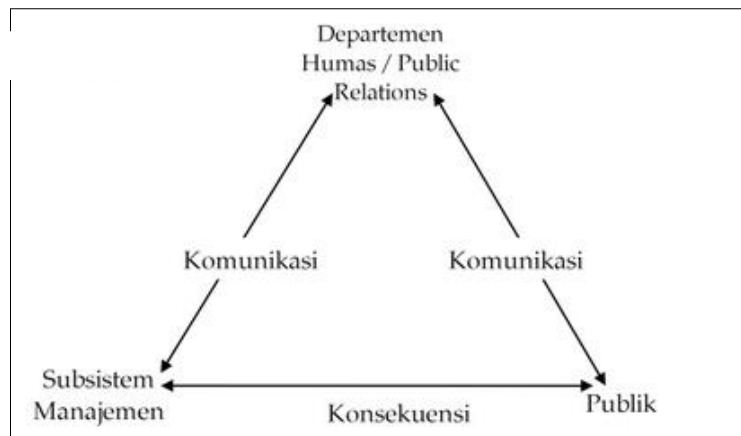 Departemen
Humas / Public
Relations
Komunikasi
Komunikasi
Subsistem
Manajemen
Konsekuensi
Publik